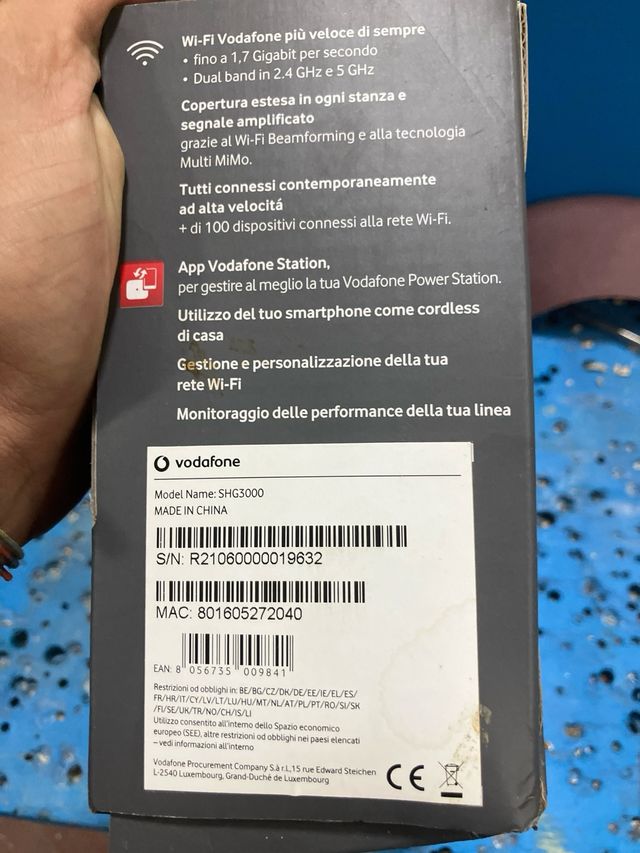 Wi-Fi Vodafone più veloce di sempre
• fino a 1,7 Gigabit per secondo
• Dual band in 2.4 GHz e 5 GHz
Copertura estesa in ogni stanza e
segnale amplificato
grazie al Wi-Fi Beamforming e alla tecnologia
Multi MiMo.
Tutti connessi contemporaneamente
ad alta velocitá
+ di 100 dispositivi connessi alla rete Wi-Fi.
App Vodafone Station,
per gestire al meglio la tua Vodafone Power Station.
Utilizzo del tuo smartphone come cordless
di casa
Gestione e personalizzazione della tua
rete Wi-Fi
Monitoraggio delle performance della tua linea
vodafone
Model Name: SHG3000
MADE IN CHINA
S/N: R21060000019632
MAC: 801605272040
EAN: 8 056735 009841
Restrizioni od obblighi in: BE/BG/CZ/DK/DE/EE/IE/EL/ES/
FR/HR/IT/CY/LV/LT/LU/HU/MT/NL/AT/PL/PT/RO/SI/SK
/FI/SE/UK/TR/NO/CH/IS/LI
Utilizzo consentito all'interno dello Spazio economico
europeo (SEE), altre restrizioni od obblighi nei paesi elencati
– vedi informazioni all'interno
Vodafone Procurement Company S.à r.l.,15 rue Edward Steichen
L-2540 Luxembourg, Grand-Duché de Luxembourg
CE